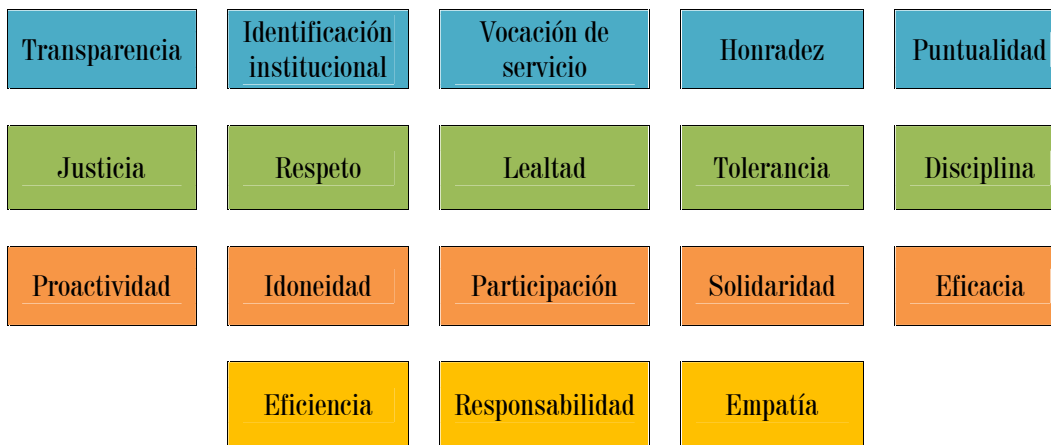 Transparencia
Identificación
institucional
Vocación de
servicio
Honradez
Puntualidad
Justicia
Respeto
Lealtad
Tolerancia
Disciplina
Proactividad
Idoneidad
Participación
Solidaridad
Eficacia
Eficiencia
Responsabilidad
Empatía